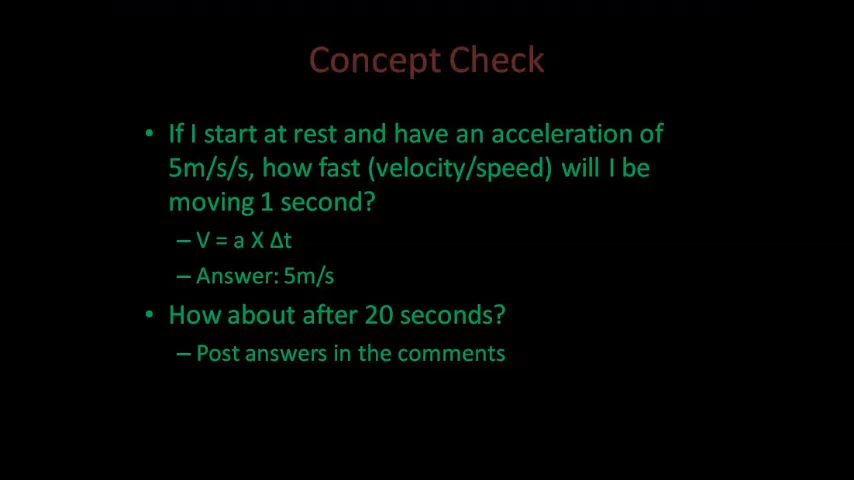 Concept Check
• If I start at rest and have an acceleration of
5m/s/s, how fast (velocity/speed) will I be
moving 1 second?
– V = a X Δt
– Answer: 5m/s
• How about after 20 seconds?
– Post answers in the comments